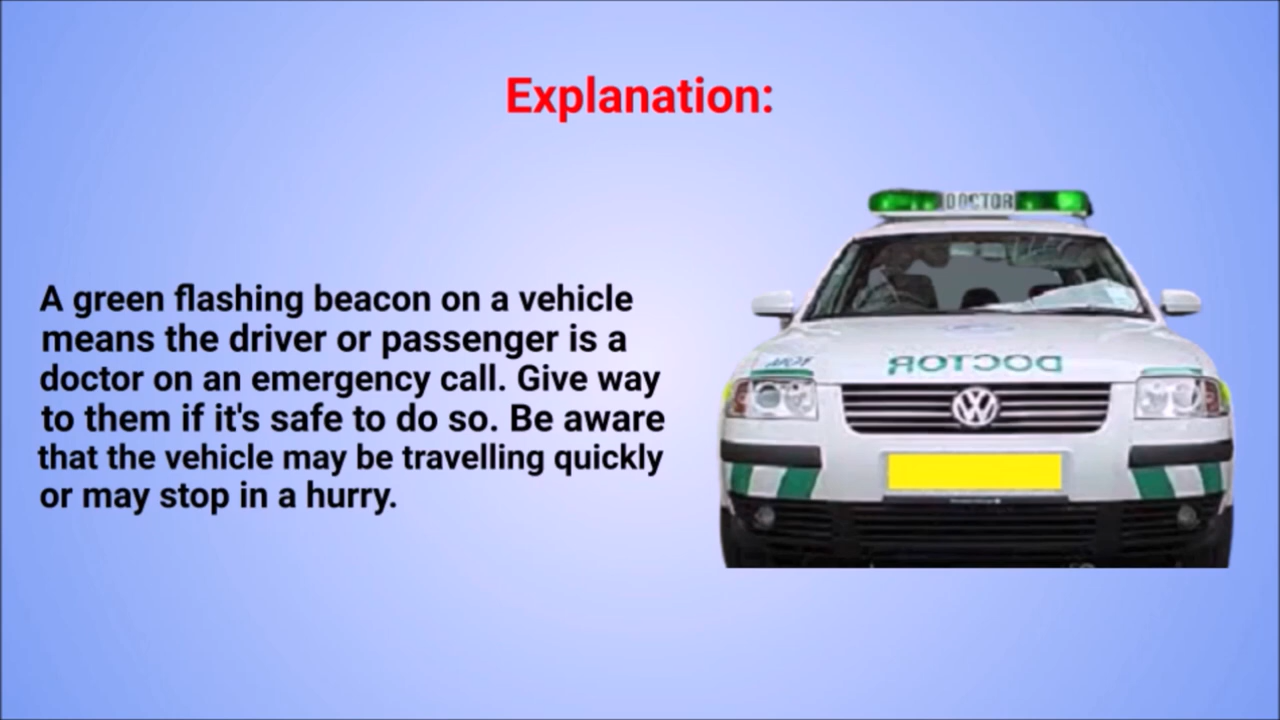 Explanation:
A green flashing beacon on a vehicle
means the driver or passenger is a
doctor on an emergency call. Give way
to them if it's safe to do so. Be aware
that the vehicle may be travelling quickly
or may stop in a hurry.
DOCTOR
DOCTOR